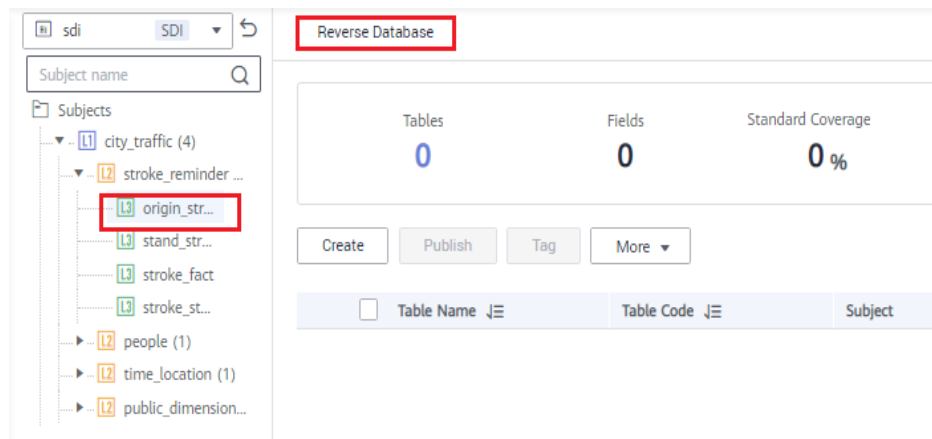 sdi SDI
Subject name
Subjects
L1 city_traffic (4)
L2 stroke_reminder ...
L3 origin_str...
L3 stand_str...
L3 stroke_fact
L3 stroke_st...
L2 people (1)
L2 time_location (1)
L2 public_dimension...
Reverse Database
Tables Fields Standard Coverage
0 0 0 %
Create Publish Tag More
Table Name Table Code Subject